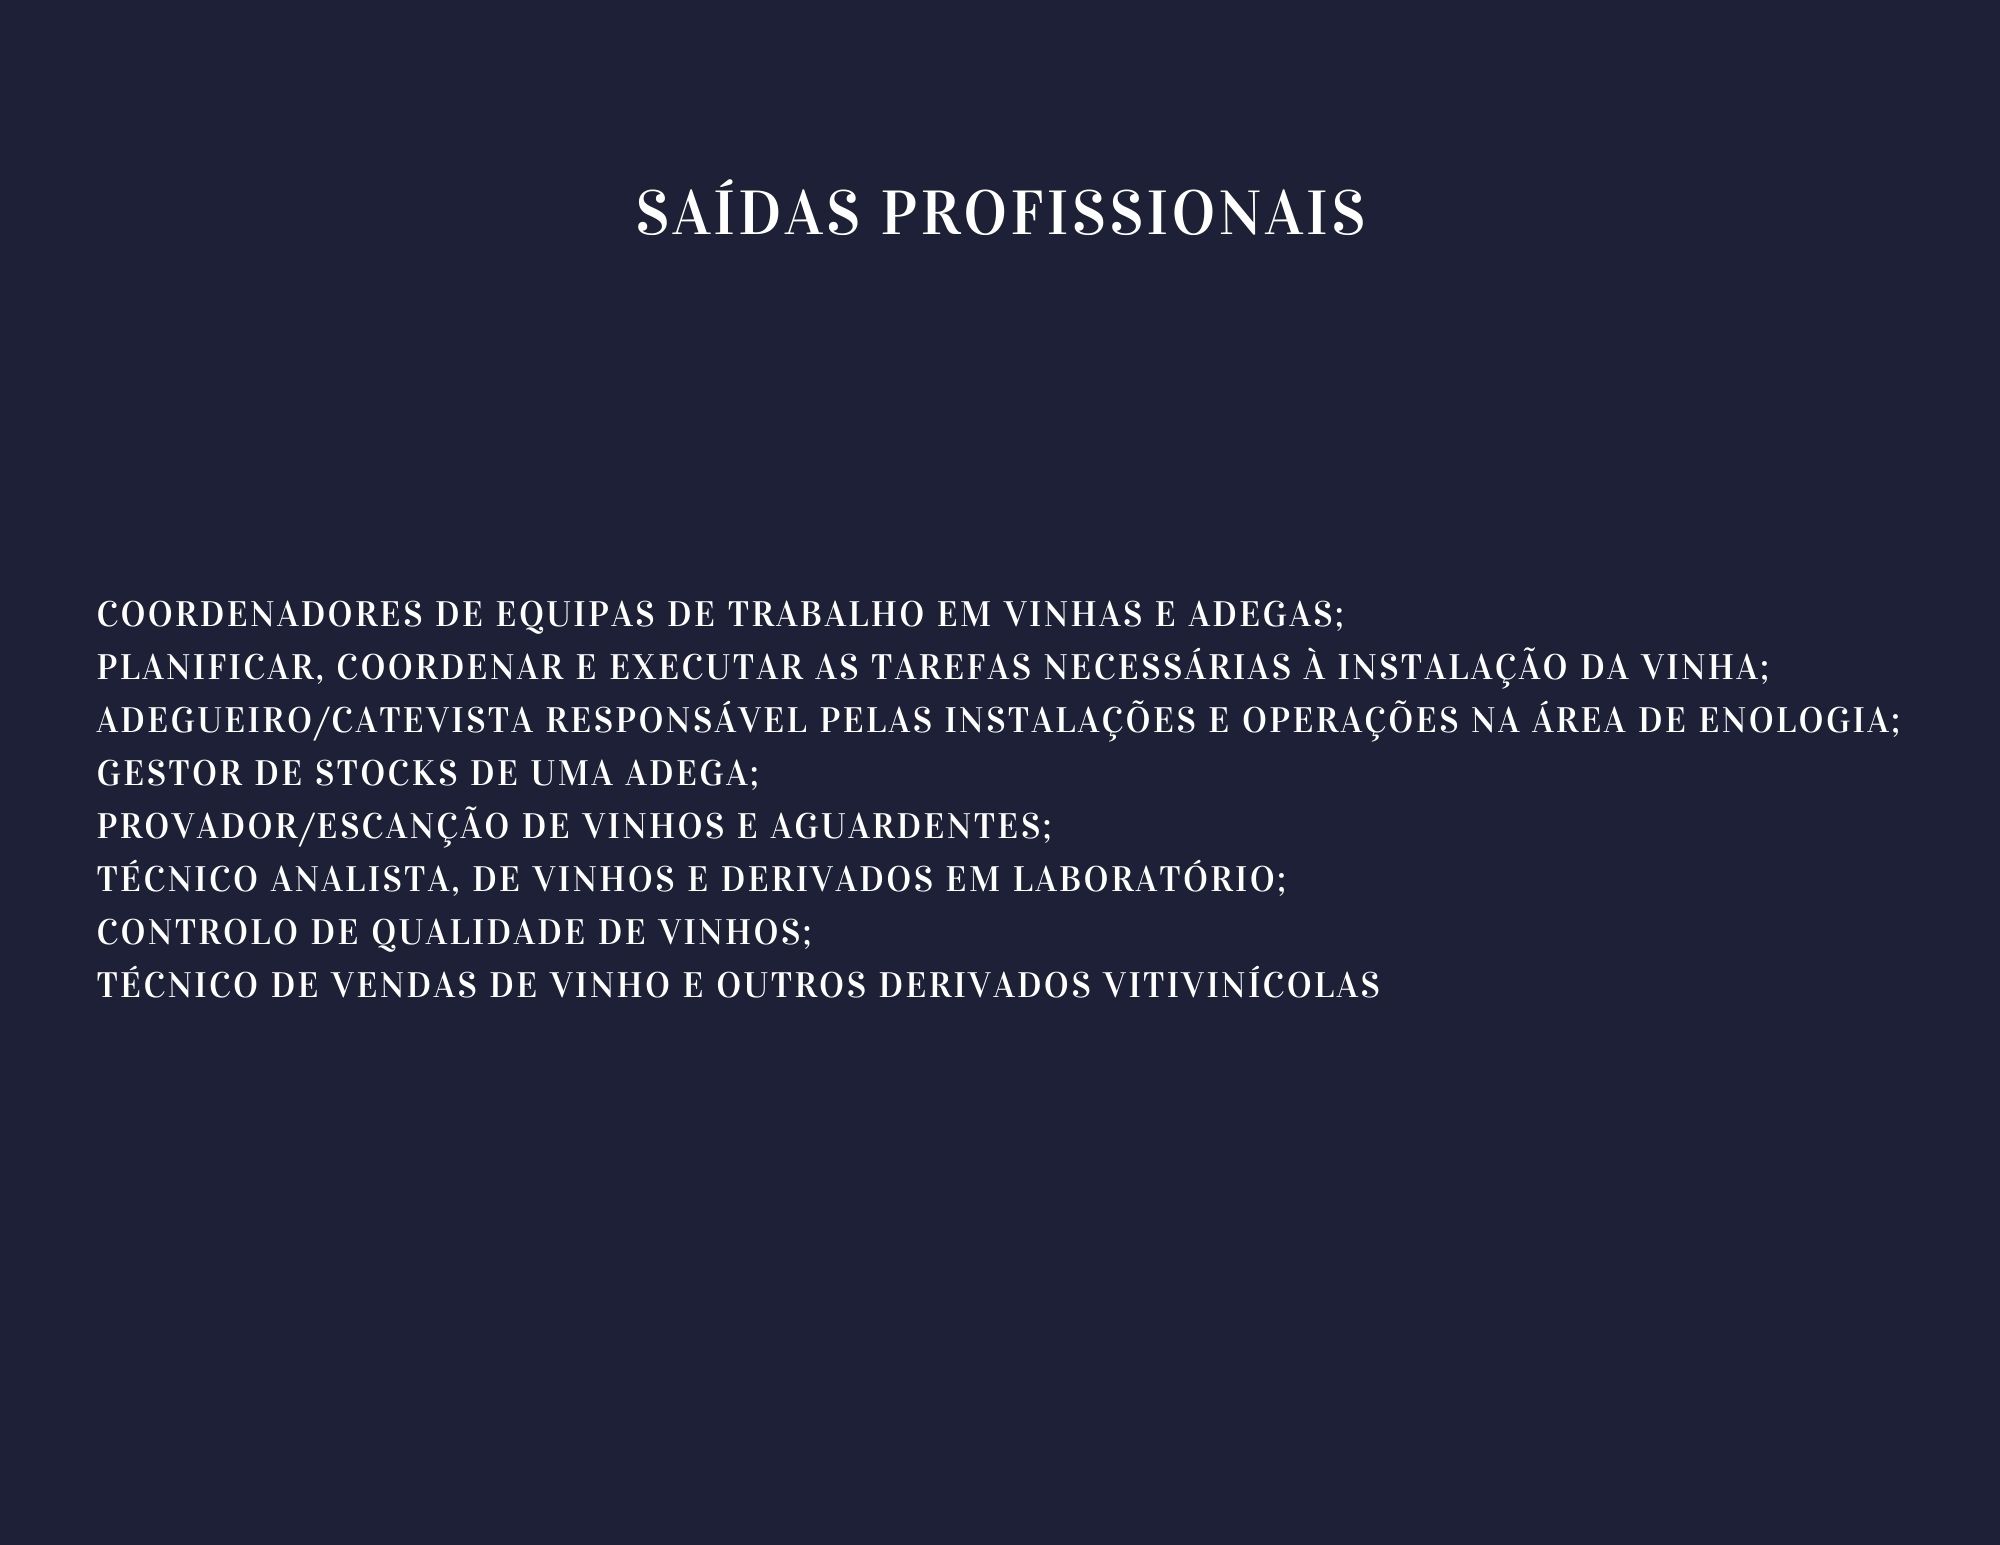 SAÍDAS PROFISSIONAIS
COORDENADORES DE EQUIPAS DE TRABALHO EM VINHAS E ADEGAS;
PLANIFICAR, COORDENAR E EXECUTAR AS TAREFAS NECESSÁRIAS À INSTALAÇÃO DA VINHA;
ADEGUEIRO/CATEVISTA RESPONSÁVEL PELAS INSTALAÇÕES E OPERAÇÕES NA ÁREA DE ENOLOGIA;
GESTOR DE STOCKS DE UMA ADEGA;
PROVADOR/ESCANÇÃO DE VINHOS E AGUARDENTES;
TÉCNICO ANALISTA, DE VINHOS E DERIVADOS EM LABORATÓRIO;
CONTROLO DE QUALIDADE DE VINHOS;
TÉCNICO DE VENDAS DE VINHO E OUTROS DERIVADOS VITIVINÍCOLAS